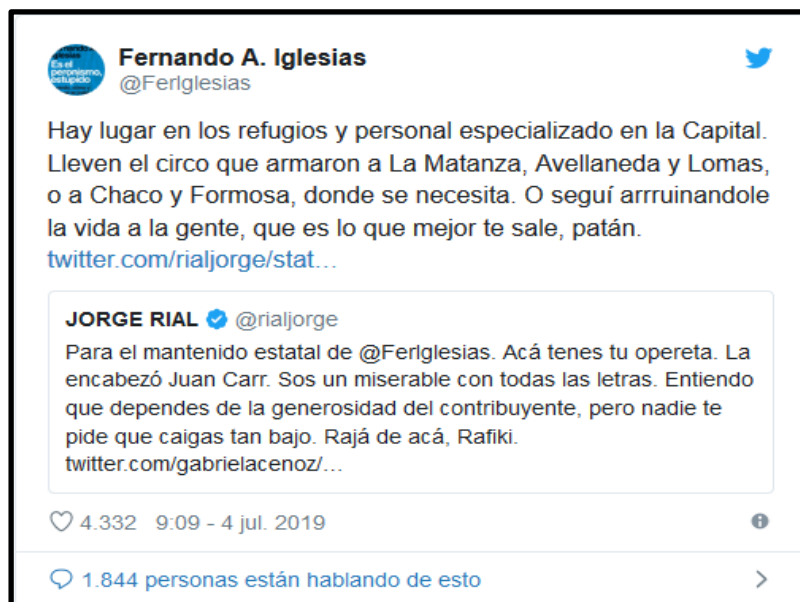 Fernando A. Iglesias
@FerIglesias
Es el
peronismo,
estúpido
Hay lugar en los refugios y personal especializado en la Capital.
Lleven el circo que armaron a La Matanza, Avellaneda y Lomas,
o a Chaco y Formosa, donde se necesita. O seguí arrruinandole
la vida a la gente, que es lo que mejor te sale, patán.
twitter.com/rialjorge/stat…
JORGE RIAL @rialjorge
Para el mantenido estatal de @FerIglesias. Acá tenes tu opereta. La
encabezó Juan Carr. Sos un miserable con todas las letras. Entiendo
que dependes de la generosidad del contribuyente, pero nadie te
pide que caigas tan bajo. Rajá de acá, Rafiki.
twitter.com/gabrielacenoz/…
4.332 9:09 - 4 jul. 2019
1.844 personas están hablando de esto